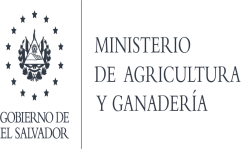 GOBIERNO DE
EL SALVADOR
MINISTERIO
DE AGRICULTURA
Y GANADERÍA